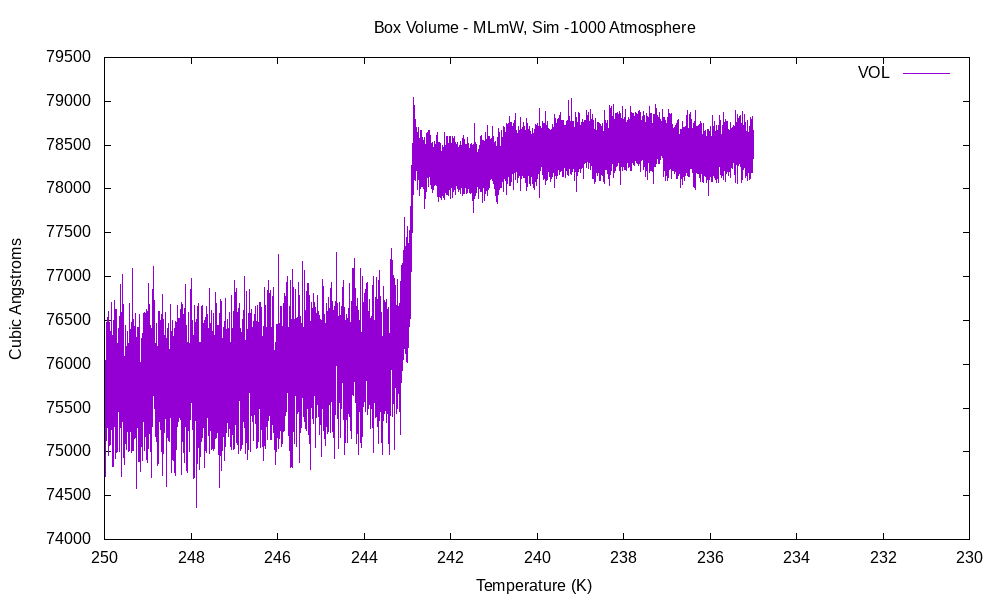 Box Volume - MLmW, Sim -1000 Atmosphere
VOL
79500
79000
78500
78000
77500
77000
76500
76000
75500
75000
74500
74000
Cubic Angstroms
250 248 246 244 242 240 238 236 234 232 230
Temperature (K)